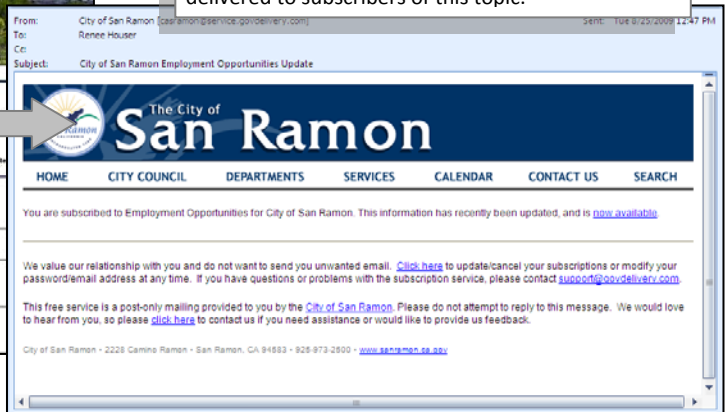 delivered to subscribers of this topic.
From: City of San Ramon [casramon@service.govdelivery.com] Sent: Tue 8/25/2009 12:47 PM
To: Renee Houser
Cc:
Subject: City of San Ramon Employment Opportunities Update
The City of
San Ramon
HOME CITY COUNCIL DEPARTMENTS SERVICES CALENDAR CONTACT US SEARCH
You are subscribed to Employment Opportunities for City of San Ramon. This information has recently been updated, and is now available.
We value our relationship with you and do not want to send you unwanted email. Click here to update/cancel your subscriptions or modify your
password/email address at any time. If you have questions or problems with the subscription service, please contact support@govdelivery.com.
This free service is a post-only mailing provided to you by the City of San Ramon. Please do not attempt to reply to this message. We would love
to hear from you, so please click here to contact us if you need assistance or would like to provide us feedback.
City of San Ramon - 2228 Camino Ramon - San Ramon, CA 94583 - 925-973-2500 - www.sanramon.ca.gov